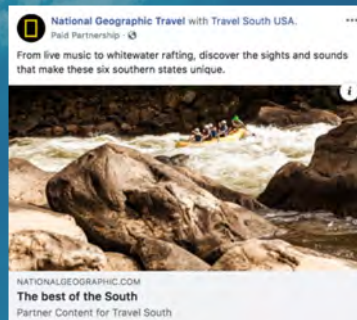 National Geographic Travel with Travel South USA.
Paid Partnership ·
From live music to whitewater rafting, discover the sights and sounds
that make these six southern states unique.
i
NATIONALGEOGRAPHIC.COM
The best of the South
Partner Content for Travel South